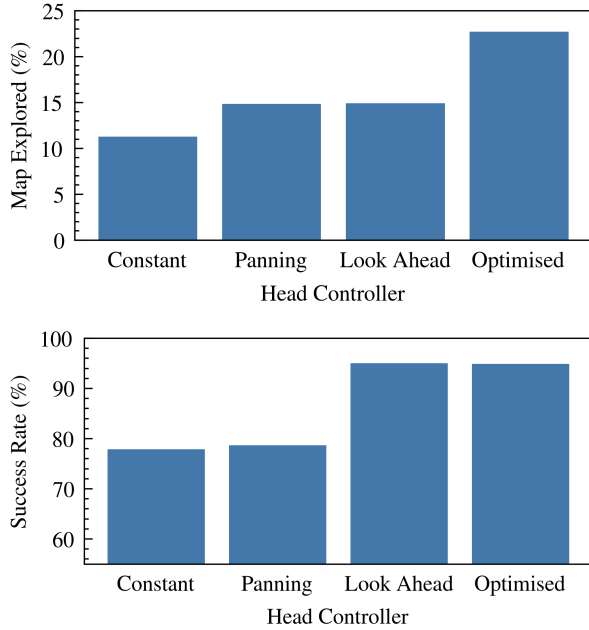 Map Explored (%)
25
20
15
10
5
0
Constant Panning Look Ahead Optimised
Head Controller
Success Rate (%)
100
90
80
70
60
Constant Panning Look Ahead Optimised
Head Controller